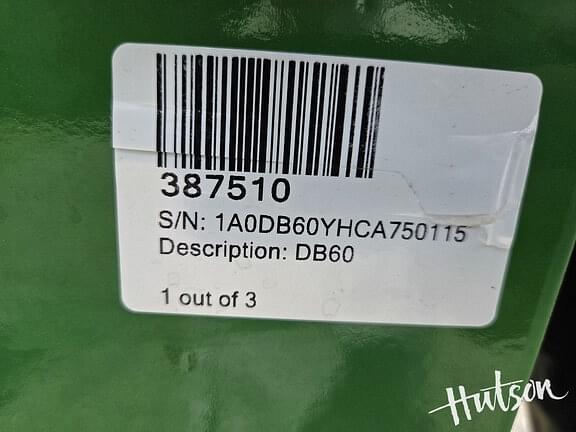 387510
S/N: 1A0DB60YHCA750115
Description: DB60
1 out of 3
Hutson